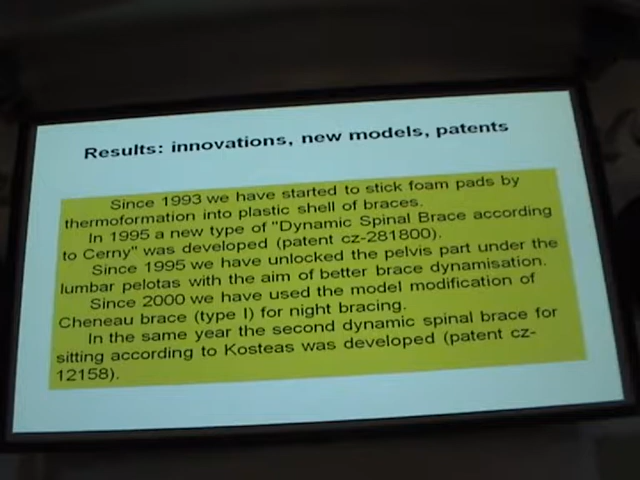 Results: innovations, new models, patents
Since 1993 we have started to stick foam pads by
thermoformation into plastic shell of braces.
In 1995 a new type of "Dynamic Spinal Brace according
to Cerny" was developed (patent cz-281800).
Since 1995 we have unlocked the pelvis part under the
lumbar pelotas with the aim of better brace dynamisation.
Since 2000 we have used the model modification of
Cheneau brace (type I) for night bracing.
In the same year the second dynamic spinal brace for
sitting according to Kosteas was developed (patent cz-
12158).